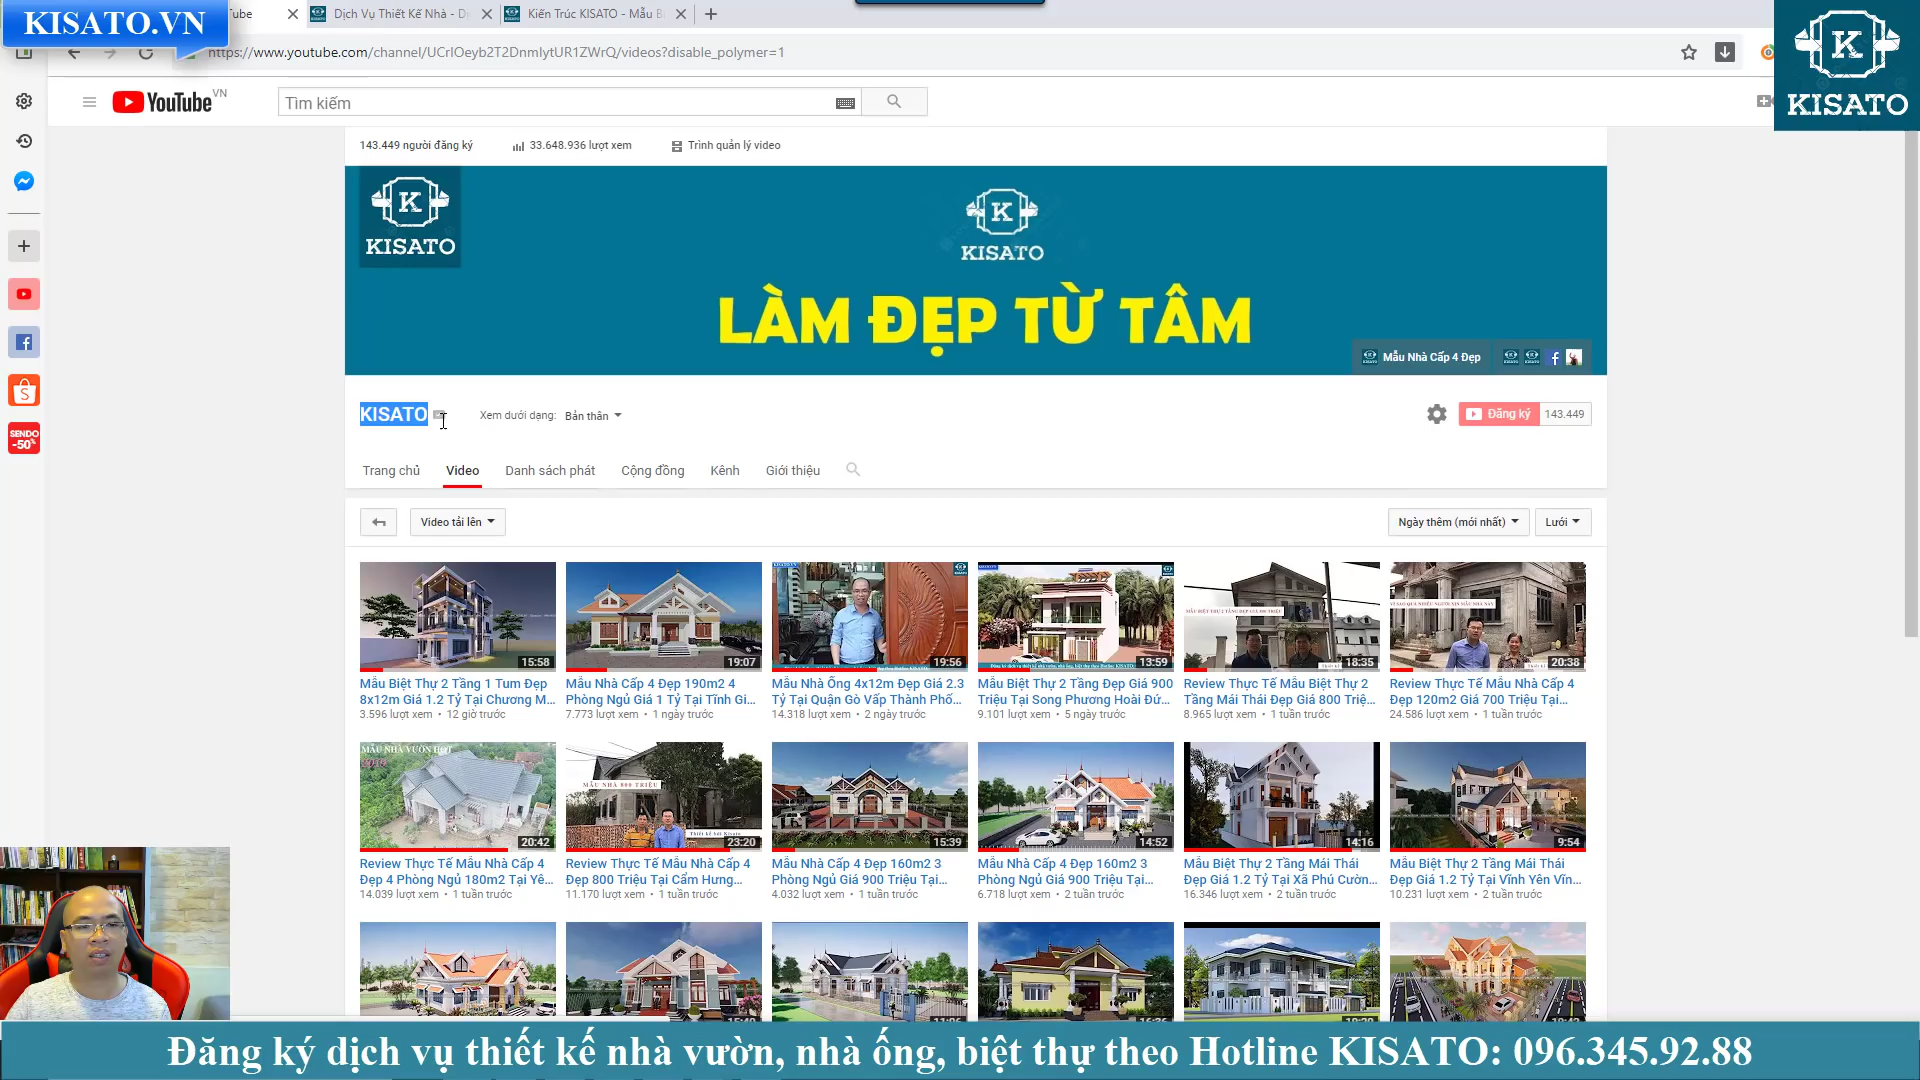 KISATO.VN
Tube
Dịch Vụ Thiết Kế Nhà - Dị
Kiến Trúc KISATO - Mẫu B
https://www.youtube.com/channel/UCrIOeyb2T2DnmIytUR1ZWrQ/videos?disable_polymer=1
K
KISATO
YouTube VN
Tìm kiếm
143.449 người đăng ký
33.648.936 lượt xem
Trình quản lý video
K
KISATO
K
KISATO
LÀM ĐẸP TỪ TÂM
Mẫu Nhà Cấp 4 Đẹp
SENDO
-50%
KISATO
Xem dưới dạng: Bản thân
Đăng ký 143.449
Trang chủ Video Danh sách phát Cộng đồng Kênh Giới thiệu
Video tải lên
Ngày thêm (mới nhất)
Lưới
15:58
19:07
19:56
13:59
18:35
20:38
Mẫu Biệt Thự 2 Tầng 1 Tum Đẹp
8x12m Giá 1.2 Tỷ Tại Chương M...
3.596 lượt xem • 12 giờ trước
Mẫu Nhà Cấp 4 Đẹp 190m2 4
Phòng Ngủ Giá 1 Tỷ Tại Tĩnh Gi...
7.773 lượt xem • 1 ngày trước
Mẫu Nhà Ống 4x12m Đẹp Giá 2.3
Tỷ Tại Quận Gò Vấp Thành Phố...
14.318 lượt xem • 2 ngày trước
Mẫu Biệt Thự 2 Tầng Đẹp Giá 900
Triệu Tại Song Phương Hoài Đứ...
9.101 lượt xem • 5 ngày trước
Review Thực Tế Mẫu Biệt Thự 2
Tầng Mái Thái Đẹp Giá 800 Triệ...
8.965 lượt xem • 1 tuần trước
Review Thực Tế Mẫu Nhà Cấp 4
Đẹp 120m2 Giá 700 Triệu Tại...
24.586 lượt xem • 1 tuần trước
MẪU NHÀ VƯỜN HOT
2019
20:42
MẪU NHÀ 800 TRIỆU
Thiết kế bởi Kisato
23:20
15:39
14:52
14:16
9:54
Review Thực Tế Mẫu Nhà Cấp 4
Đẹp 4 Phòng Ngủ 180m2 Tại Yê...
14.039 lượt xem • 1 tuần trước
Review Thực Tế Mẫu Nhà Cấp 4
Đẹp 800 Triệu Tại Cẩm Hưng...
11.170 lượt xem • 1 tuần trước
Mẫu Nhà Cấp 4 Đẹp 160m2 3
Phòng Ngủ Giá 900 Triệu Tại...
4.032 lượt xem • 1 tuần trước
Mẫu Nhà Cấp 4 Đẹp 160m2 3
Phòng Ngủ Giá 900 Triệu Tại...
6.718 lượt xem • 2 tuần trước
Mẫu Biệt Thự 2 Tầng Mái Thái
Đẹp Giá 1.2 Tỷ Tại Xã Phú Cườn...
16.346 lượt xem • 2 tuần trước
Mẫu Biệt Thự 2 Tầng Mái Thái
Đẹp Giá 1.2 Tỷ Tại Vĩnh Yên Vĩn...
10.231 lượt xem • 2 tuần trước
Đăng ký dịch vụ thiết kế nhà vườn, nhà ống, biệt thự theo Hotline KISATO: 096.345.92.88